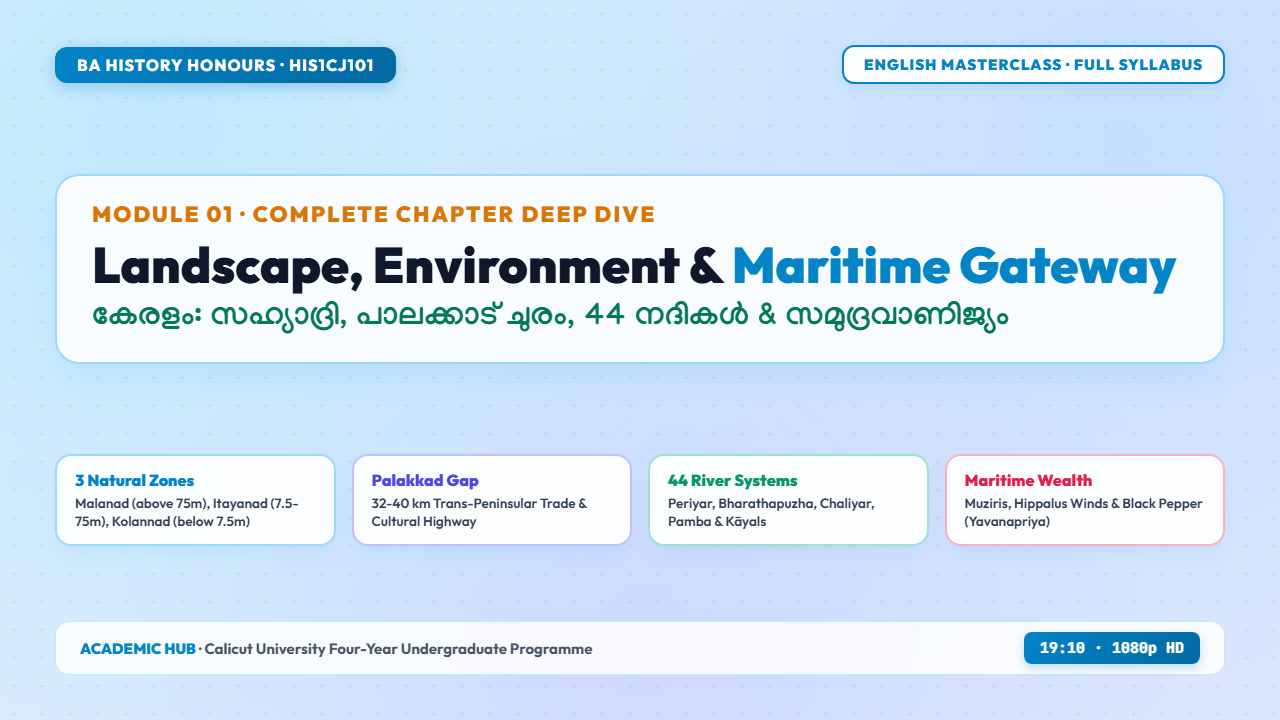 BA HISTORY HONOURS · HIS1CJ101
ENGLISH MASTERCLASS · FULL SYLLABUS
MODULE 01 · COMPLETE CHAPTER DEEP DIVE
Landscape, Environment & Maritime Gateway
കേരളം: സഹ്യാദ്രി, പാലക്കാട് ചുരം, 44 നദികൾ & സമുദ്രവാണിജ്യം
3 Natural Zones
Malanad (above 75m), Itayanad (7.5-
75m), Kolannad (below 7.5m)
Palakkad Gap
32-40 km Trans-Peninsular Trade &
Cultural Highway
44 River Systems
Periyar, Bharathapuzha, Chaliyar,
Pamba & Kāyals
Maritime Wealth
Muziris, Hippalus Winds & Black Pepper
(Yavanapriya)
ACADEMIC HUB · Calicut University Four-Year Undergraduate Programme
19:10 · 1080p HD